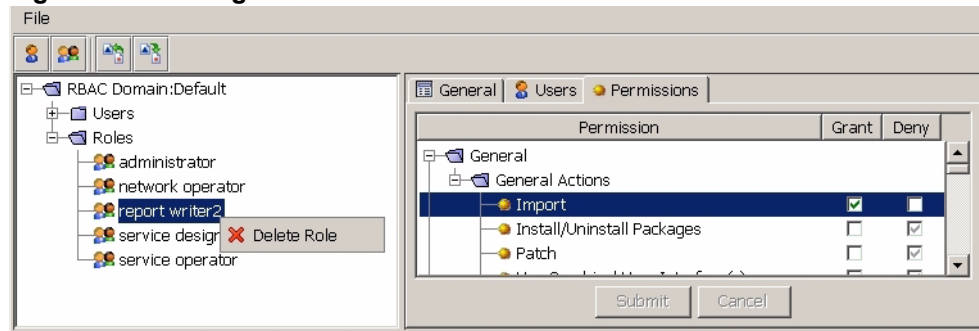 File
RBAC Domain:Default
Users
Roles
administrator
network operator
report writer2
service design
Delete Role
service operator
General
Users
Permissions
Permission
Grant
Deny
General
General Actions
Import
Install/Uninstall Packages
Patch
Submit
Cancel